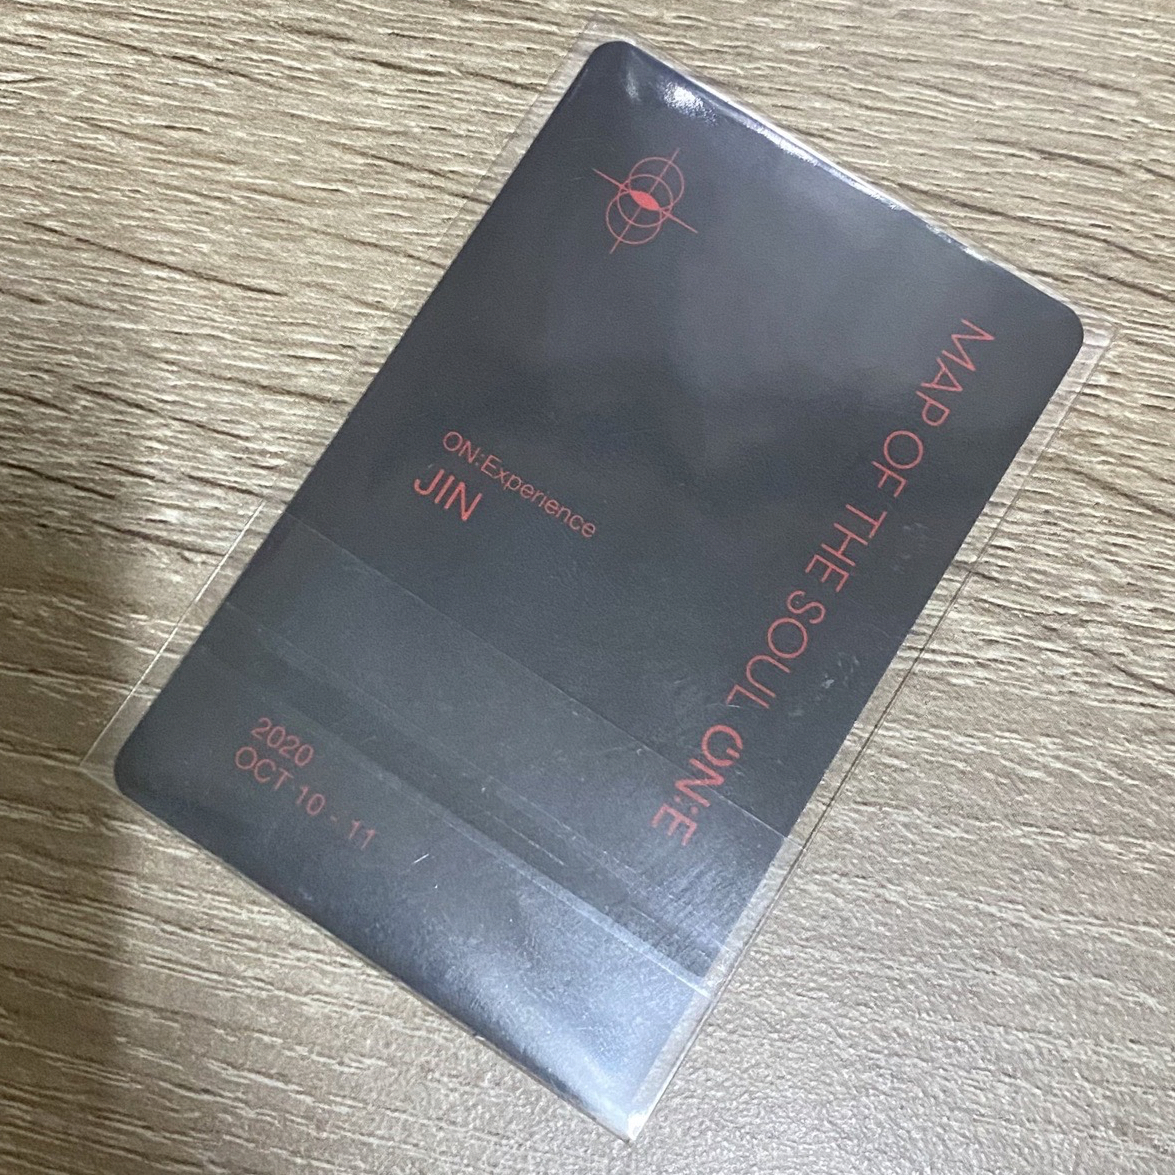 MAP OF THE SOUL ON:E
ON:Experience
JIN
2020
OCT 10 - 11